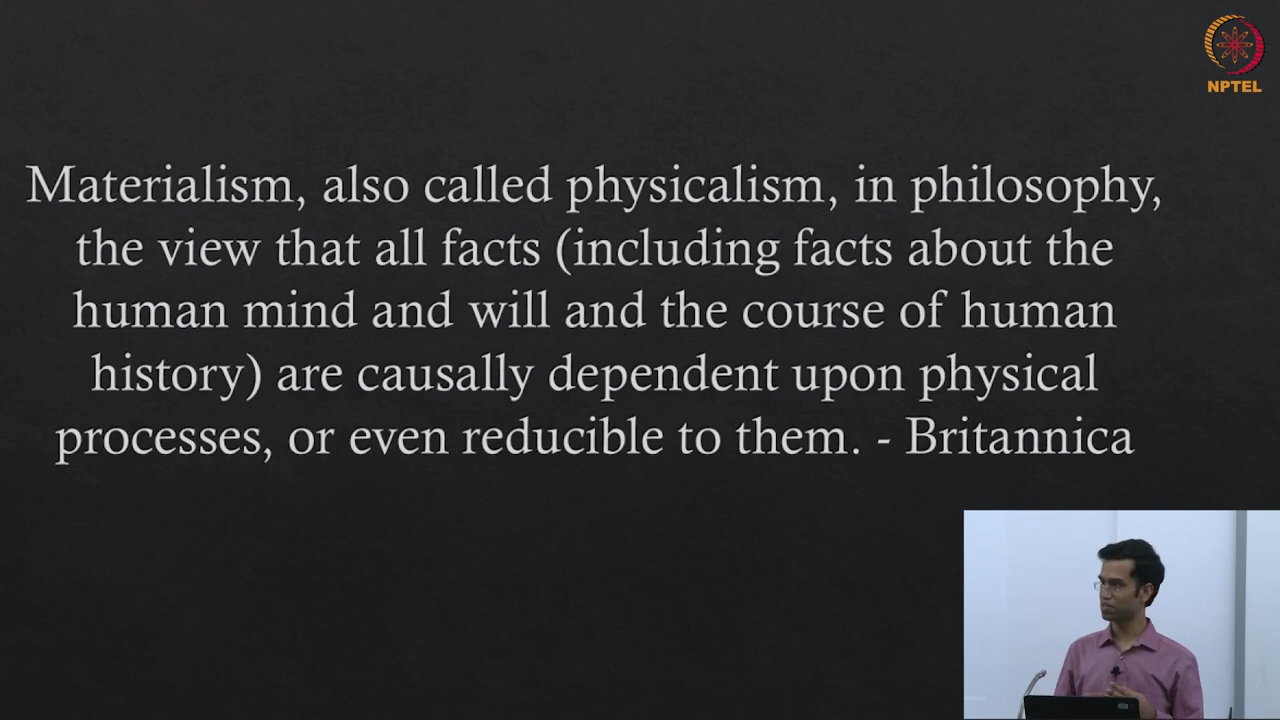 NPTEL
Materialism, also called physicalism, in philosophy,
the view that all facts (including facts about the
human mind and will and the course of human
history) are causally dependent upon physical
processes, or even reducible to them. - Britannica